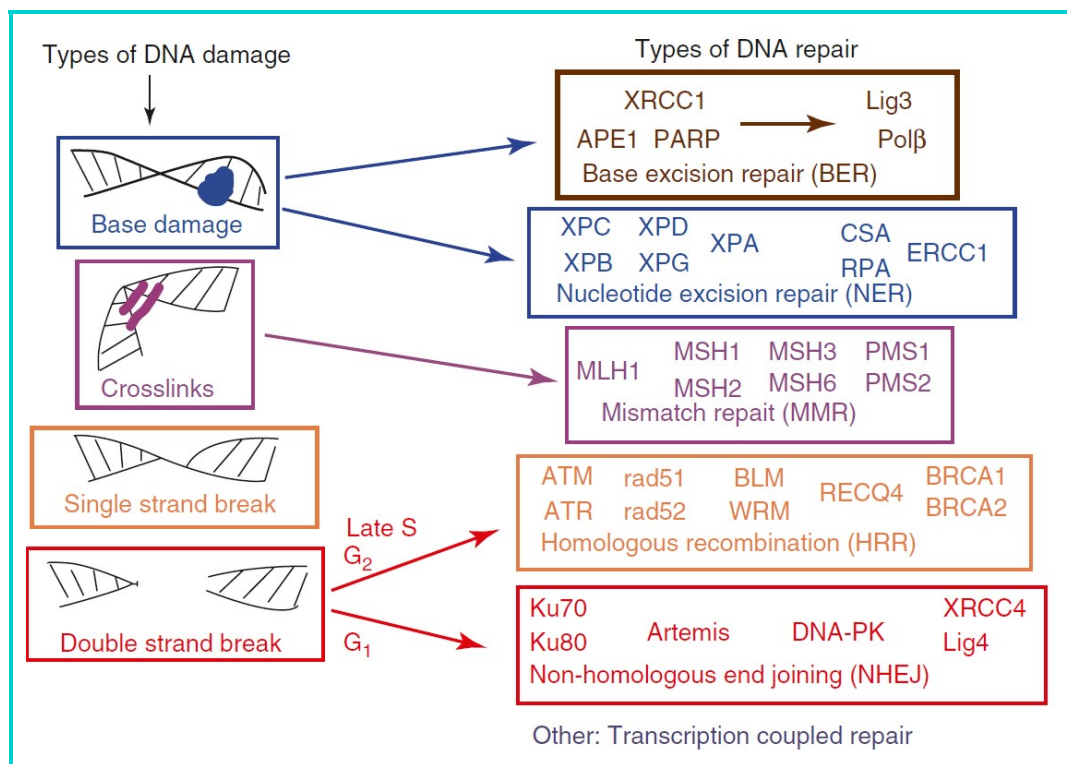 Types of DNA damage
Types of DNA repair
XRCC1 Lig3
APE1 PARP Polβ
Base excision repair (BER)
Base damage
XPC XPD XPA CSA ERCC1
XPB XPG RPA
Nucleotide excision repair (NER)
Crosslinks
MLH1 MSH1 MSH3 PMS1
MSH2 MSH6 PMS2
Mismatch repait (MMR)
Single strand break
ATM rad51 BLM RECQ4 BRCA1
ATR rad52 WRM BRCA2
Homologous recombination (HRR)
Late S
G2
Double strand break
G1
Ku70 XRCC4
Ku80 Artemis DNA-PK Lig4
Non-homologous end joining (NHEJ)
Other: Transcription coupled repair